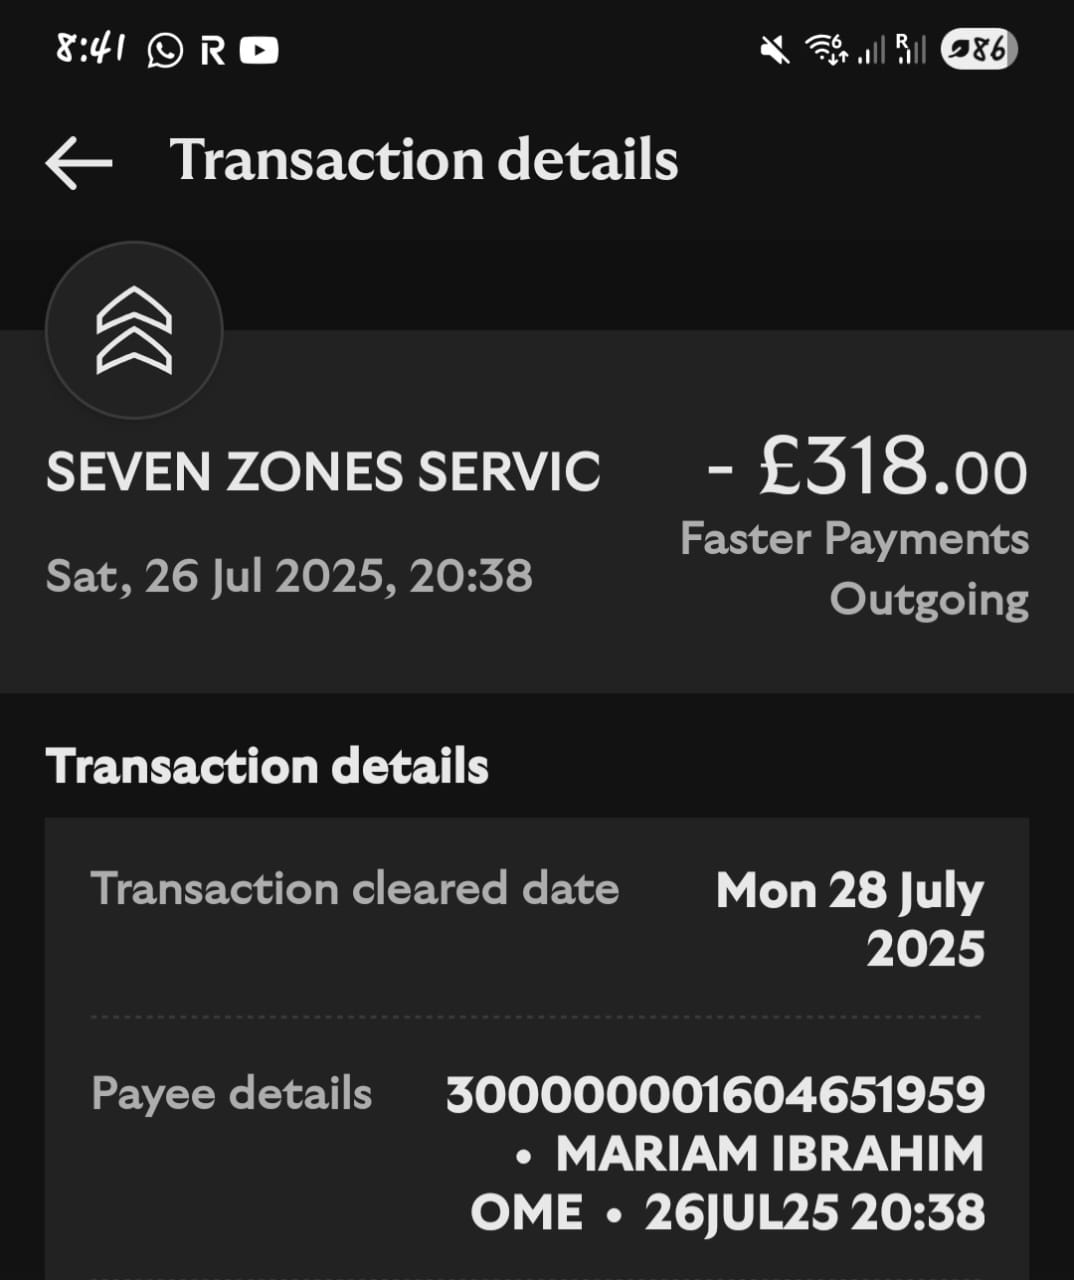 8:41 R 6 R 86
Transaction details
SEVEN ZONES SERVIC
- £318.00
Sat, 26 Jul 2025, 20:38
Faster Payments
Outgoing
Transaction details
Transaction cleared date
Mon 28 July
2025
Payee details
300000001604651959
• MARIAM IBRAHIM
OME • 26JUL25 20:38